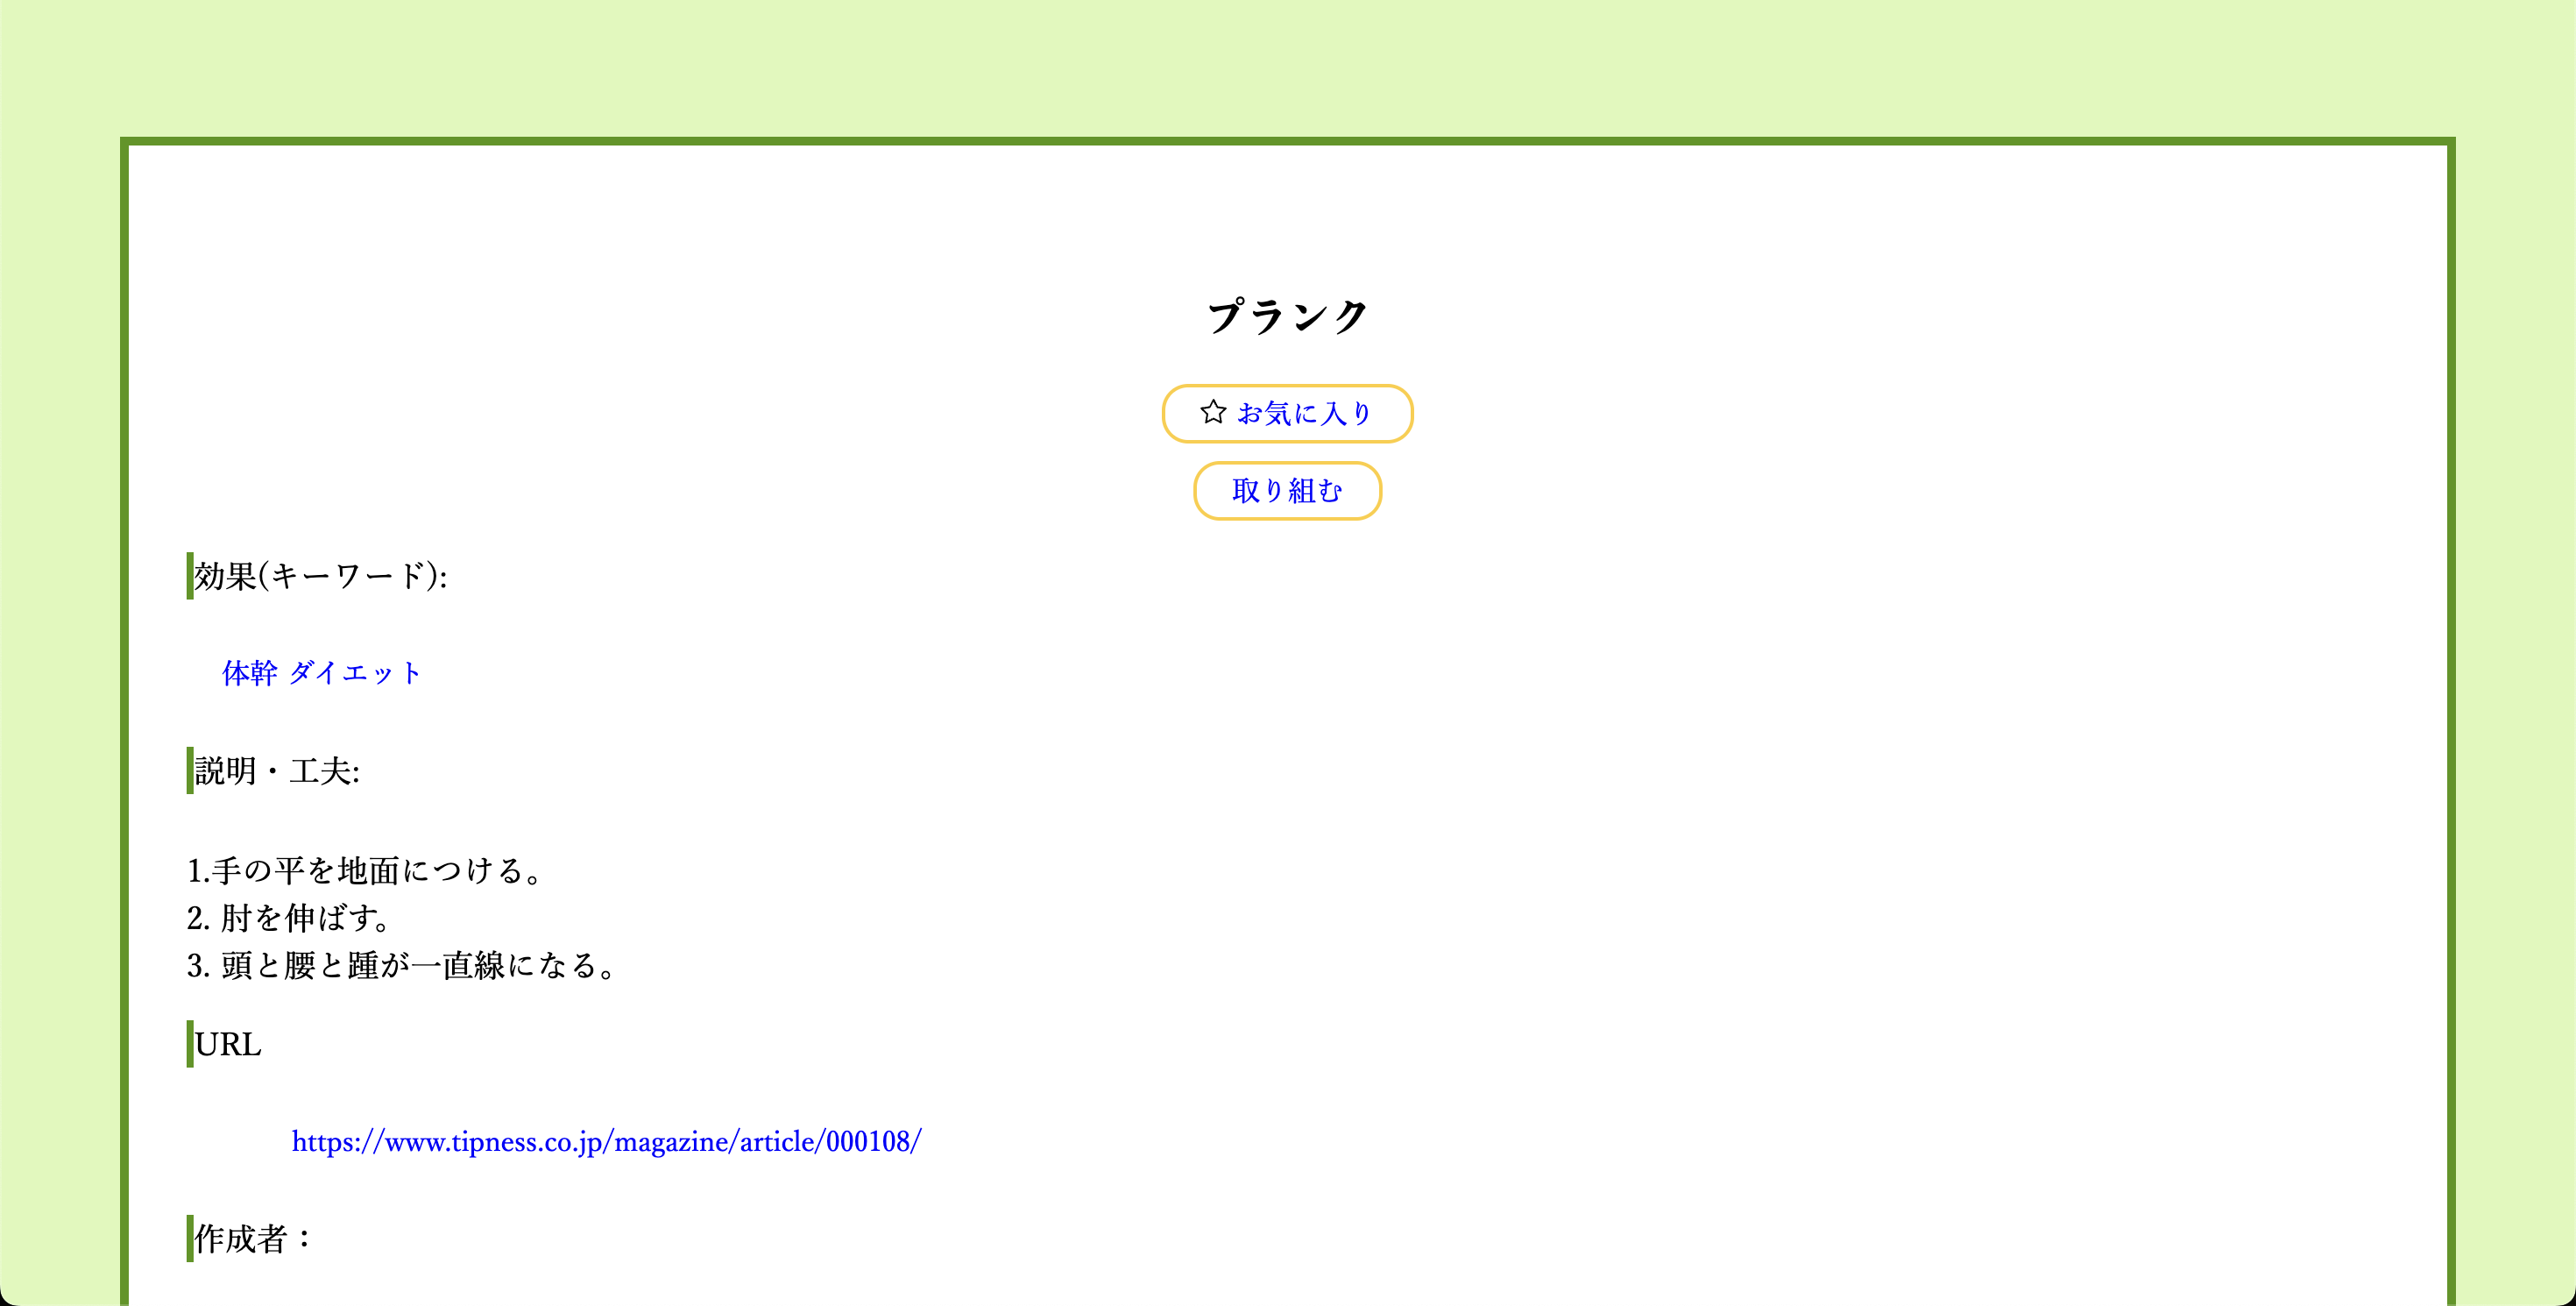 プランク
☆ お気に入り
取り組む
効果(キーワード):
体幹 ダイエット
説明・工夫:
1.手の平を地面につける。
2. 肘を伸ばす。
3. 頭と腰と踵が一直線になる。
URL
https://www.tipness.co.jp/magazine/article/000108/
作成者：